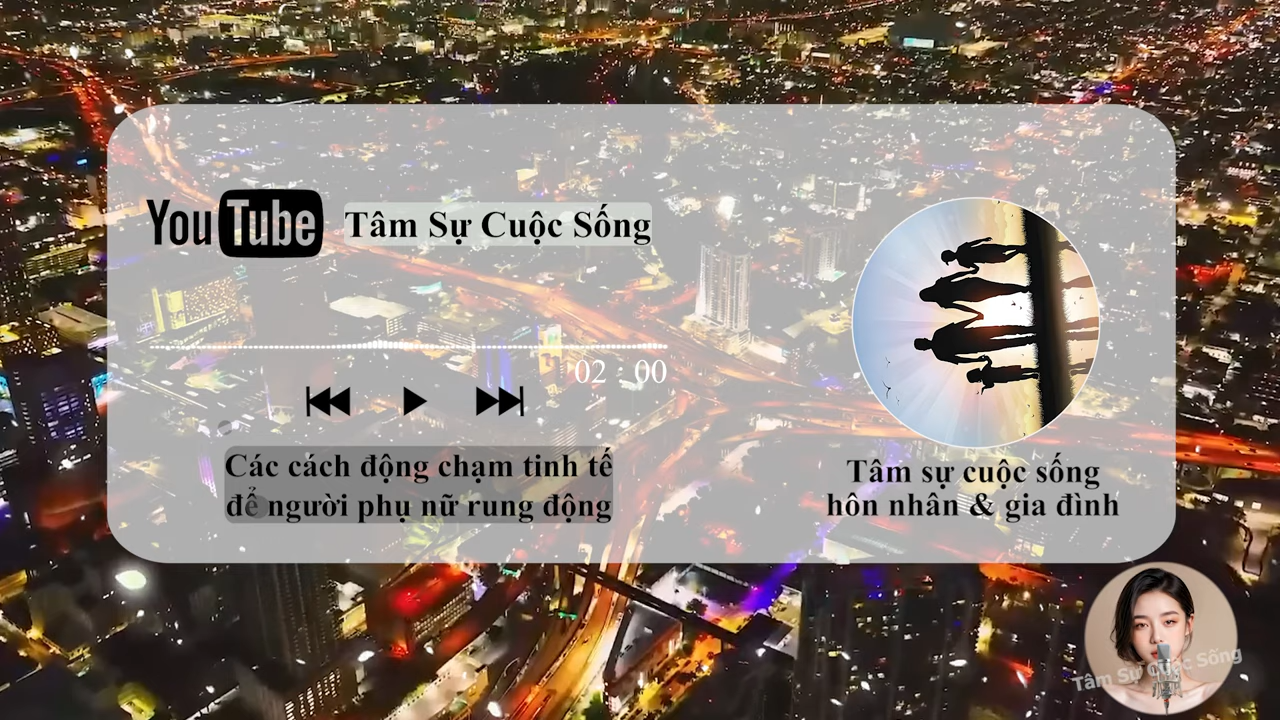 YouTube
Tâm Sự Cuộc Sống
02 : 00
Các cách động chạm tinh tế
để người phụ nữ rung động
Tâm sự cuộc sống
hôn nhân & gia đình
Tâm Sự Cuộc Sống